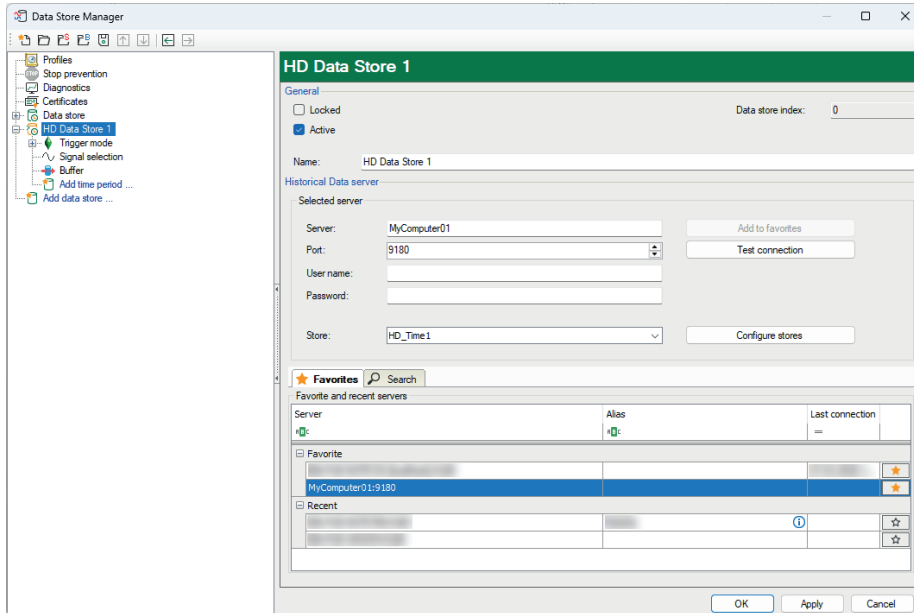 Data Store Manager
Profiles
Stop prevention
Diagnostics
Certificates
Data store
HD Data Store 1
Trigger mode
Signal selection
Buffer
Add time period ...
Add data store ...
HD Data Store 1
General
Locked
Data store index: 0
Active
Name: HD Data Store 1
Historical Data server
Selected server
Server: MyComputer01 Add to favorites
Port: 9180 Test connection
User name:
Password:
Store: HD_Time1 Configure stores
Favorites Search
Favorite and recent servers
Server Alias Last connection
Favorite
MyComputer01:9180
Recent
OK Apply Cancel